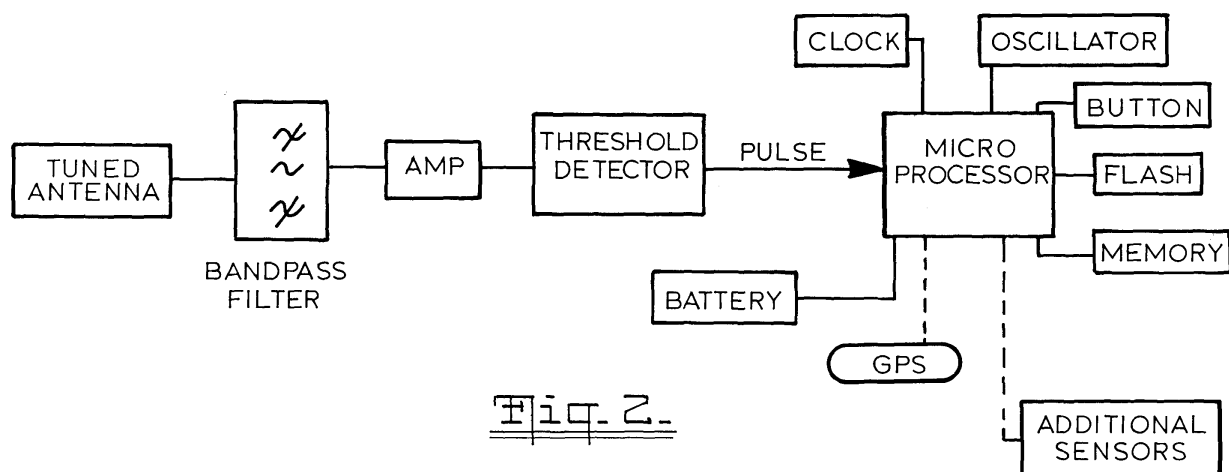 CLOCK
OSCILLATOR
BUTTON
TUNED
ANTENNA
AMP
THRESHOLD
DETECTOR
PULSE
MICRO
PROCESSOR
FLASH
BANDPASS
FILTER
MEMORY
BATTERY
GPS
Fig. 2.
ADDITIONAL
SENSORS